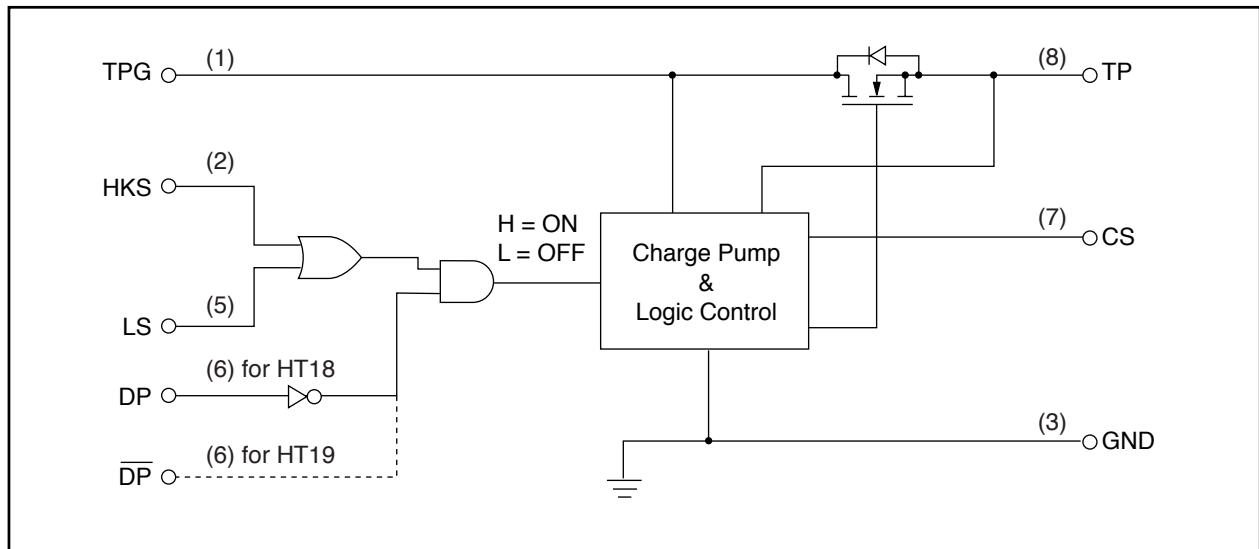 TPG (1) (8) TP
HKS (2)
H = ON
L = OFF
Charge Pump
&
Logic Control
(7) CS
LS (5)
DP (6) for HT18
D̅P̅ (6) for HT19
(3) GND